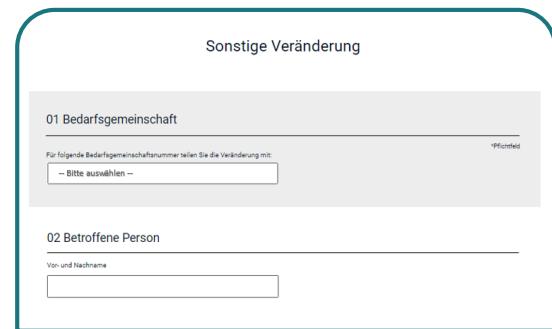 Sonstige Veränderung
01 Bedarfsgemeinschaft
*Pflichtfeld
Für folgende Bedarfsgemeinschaftsnummer teilen Sie die Veränderung mit:
-- Bitte auswählen --
02 Betroffene Person
Vor- und Nachname